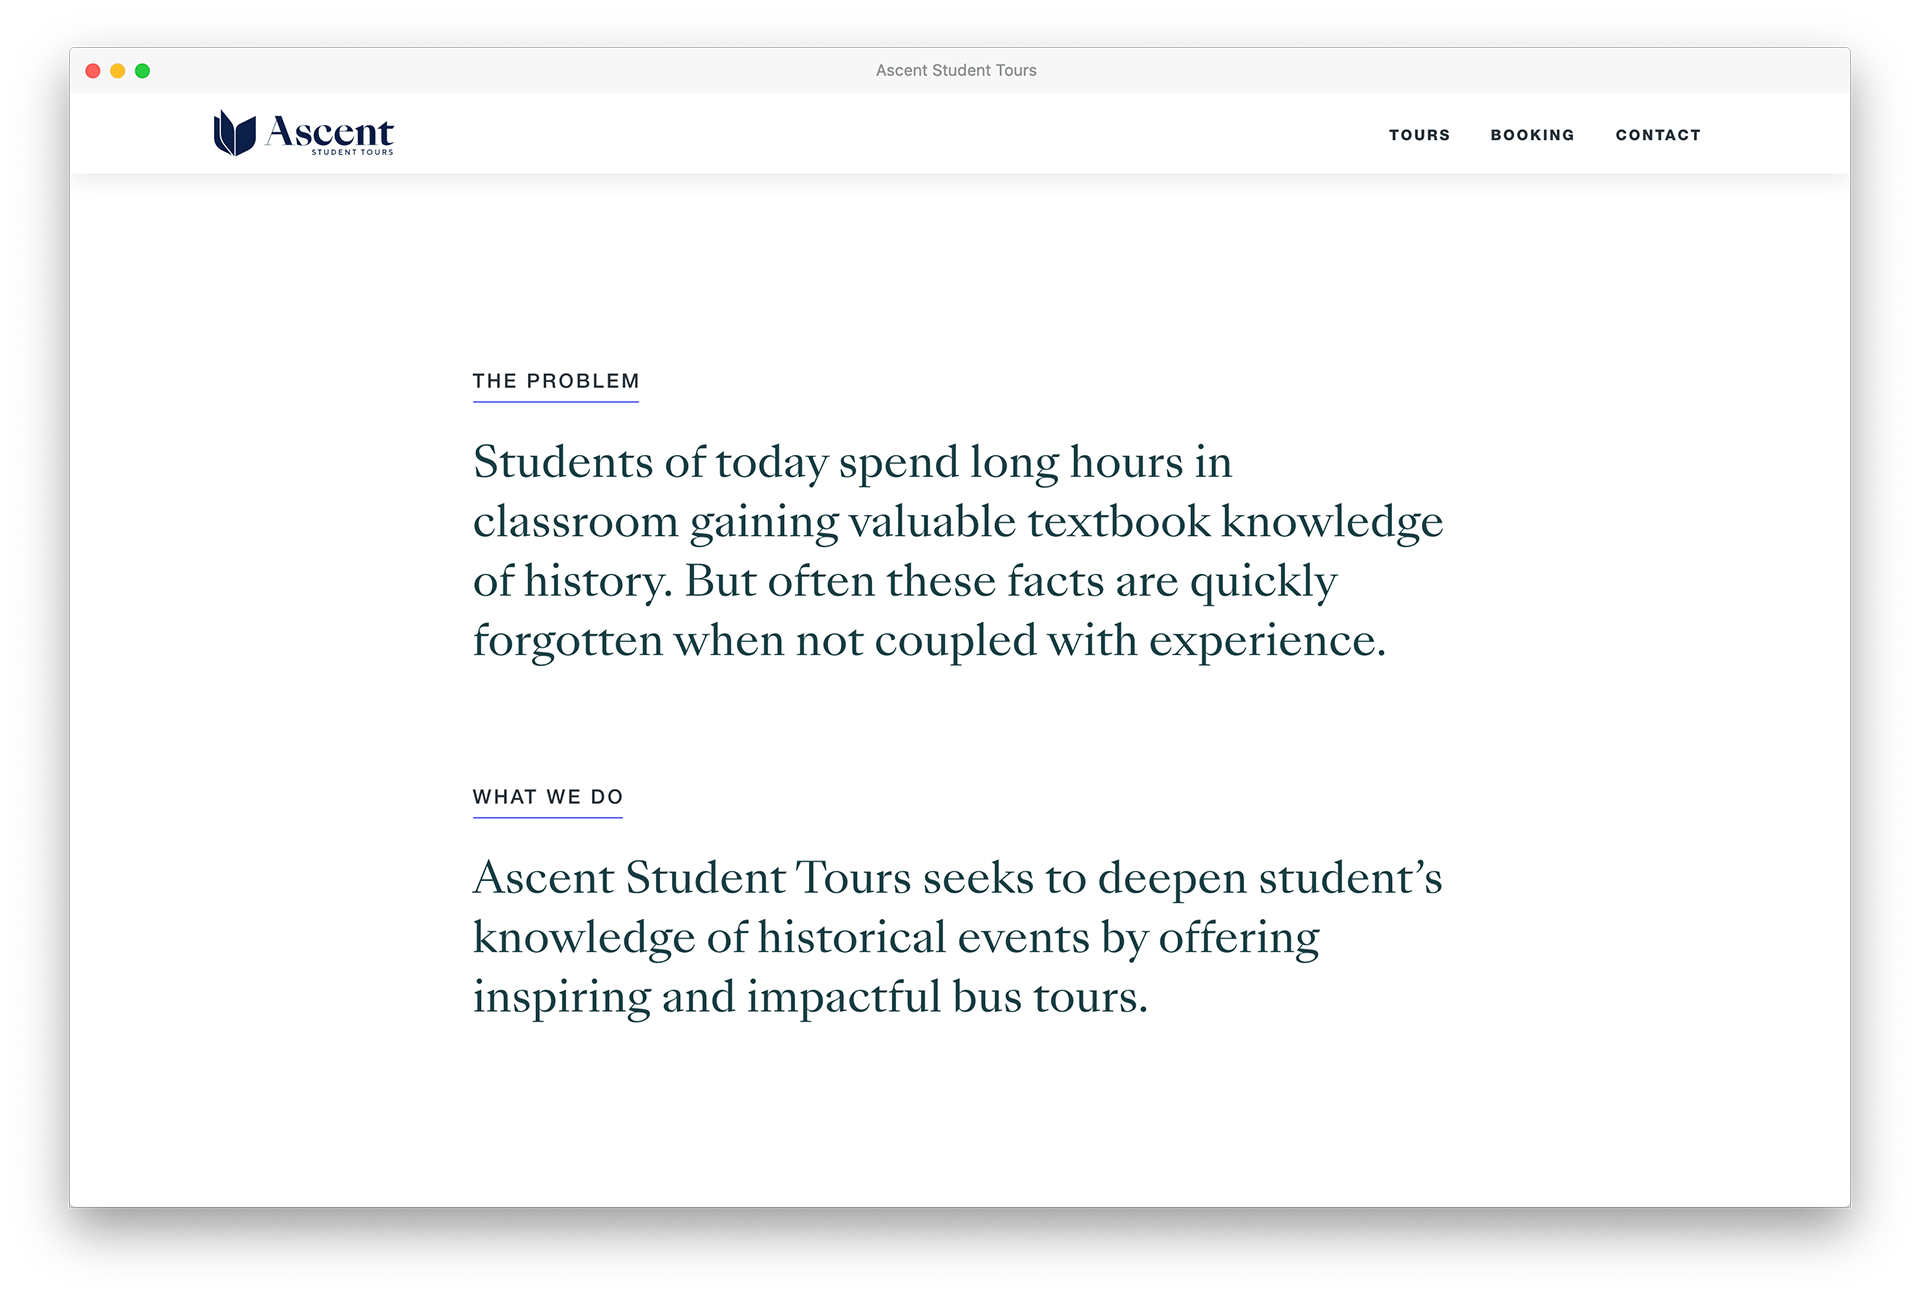 Ascent Student Tours
Ascent
STUDENT TOURS
TOURS BOOKING CONTACT
THE PROBLEM
Students of today spend long hours in
classroom gaining valuable textbook knowledge
of history. But often these facts are quickly
forgotten when not coupled with experience.
WHAT WE DO
Ascent Student Tours seeks to deepen student’s
knowledge of historical events by offering
inspiring and impactful bus tours.